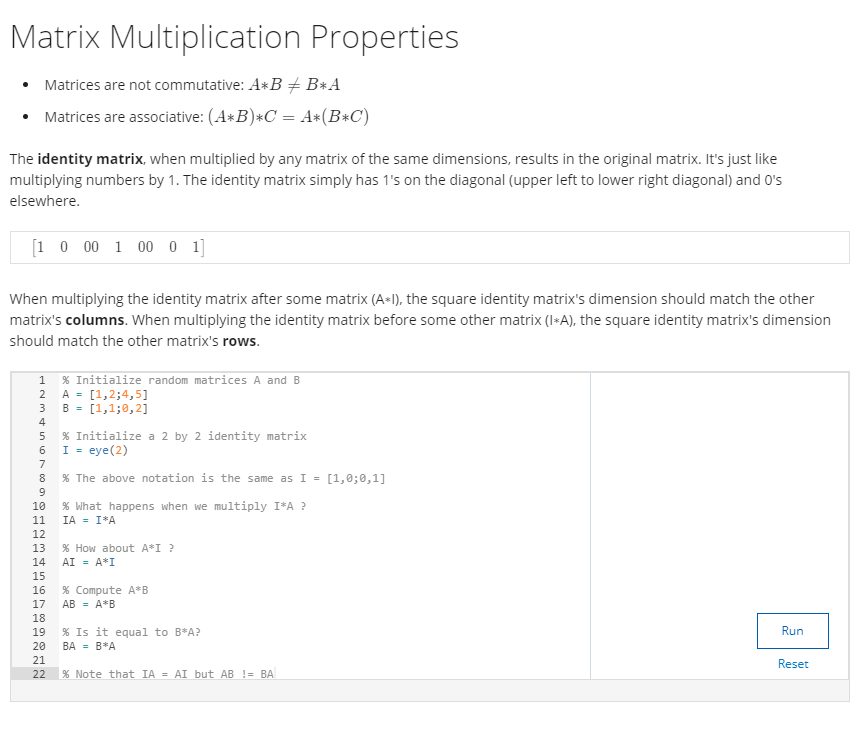 Matrix Multiplication Properties
• Matrices are not commutative: A∗B ≠ B∗A
• Matrices are associative: (A∗B)∗C = A∗(B∗C)
The identity matrix, when multiplied by any matrix of the same dimensions, results in the original matrix. It's just like
multiplying numbers by 1. The identity matrix simply has 1's on the diagonal (upper left to lower right diagonal) and 0's
elsewhere.
[1 0 00 1 00 0 1]
When multiplying the identity matrix after some matrix (A∗I), the square identity matrix's dimension should match the other
matrix's columns. When multiplying the identity matrix before some other matrix (I∗A), the square identity matrix's dimension
should match the other matrix's rows.
1 % Initialize random matrices A and B
2 A = [1,2;4,5]
3 B = [1,1;0,2]
4
5 % Initialize a 2 by 2 identity matrix
6 I = eye(2)
7
8 % The above notation is the same as I = [1,0;0,1]
9
10 % What happens when we multiply I*A ?
11 IA = I*A
12
13 % How about A*I ?
14 AI = A*I
15
16 % Compute A*B
17 AB = A*B
18
19 % Is it equal to B*A?
20 BA = B*A
21
22 % Note that IA = AI but AB != BA
Run
Reset